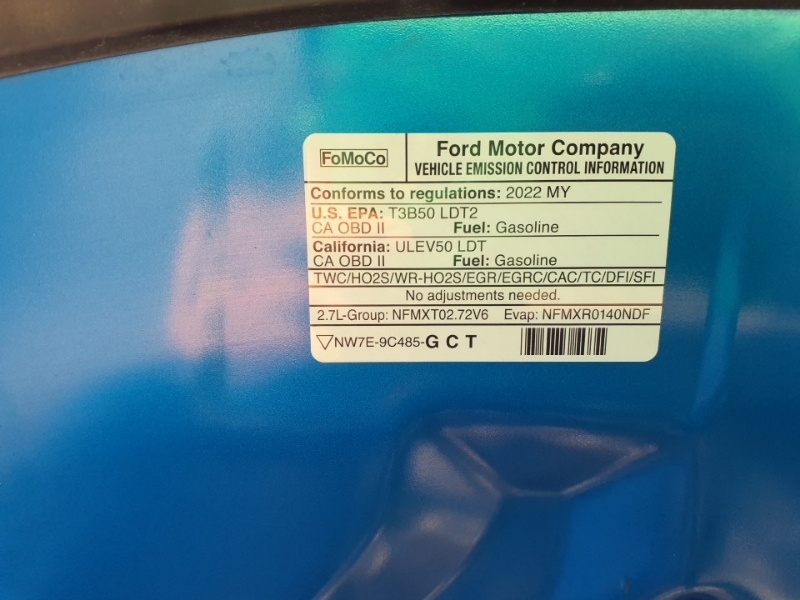 FoMoCo
Ford Motor Company
VEHICLE EMISSION CONTROL INFORMATION
Conforms to regulations: 2022 MY
U.S. EPA: T3B50 LDT2
CA OBD II Fuel: Gasoline
California: ULEV50 LDT
CA OBD II Fuel: Gasoline
TWC/HO2S/WR-HO2S/EGR/EGRC/CAC/TC/DFI/SFI
No adjustments needed.
2.7L-Group: NFMXT02.72V6 Evap: NFMXR0140NDF
▽NW7E-9C485-G C T